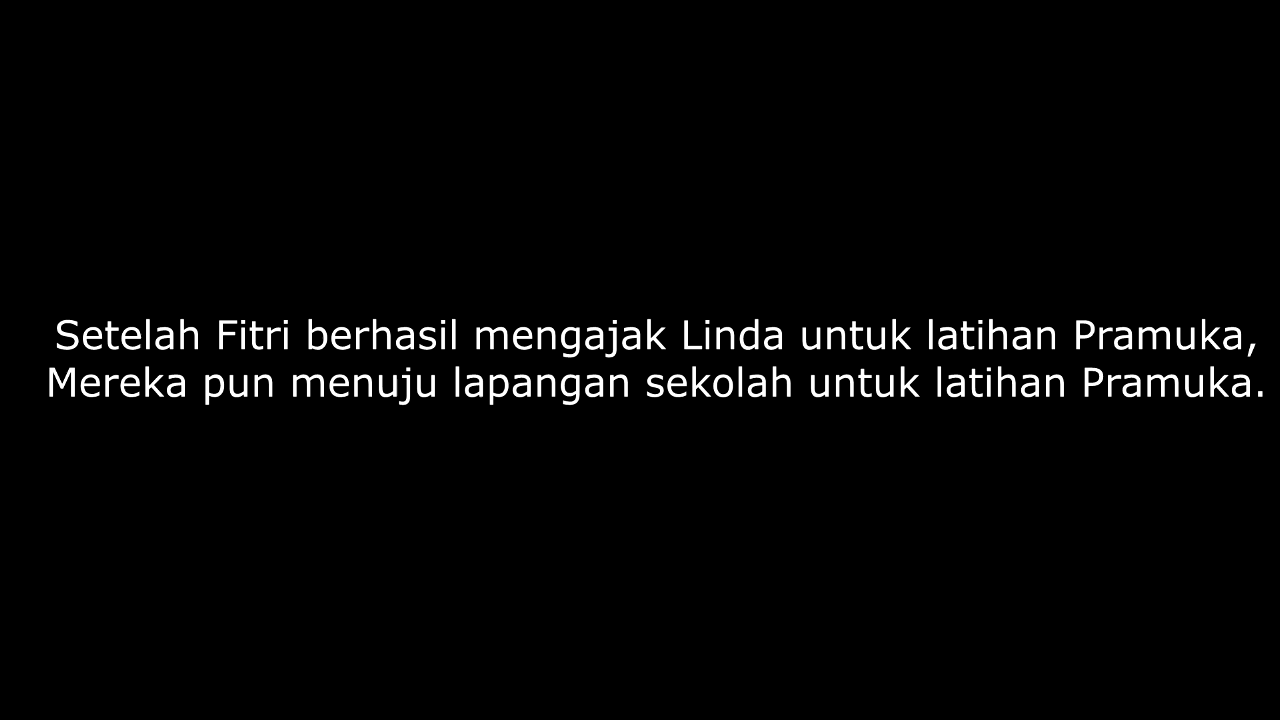 Setelah Fitri berhasil mengajak Linda untuk latihan Pramuka,
Mereka pun menuju lapangan sekolah untuk latihan Pramuka.